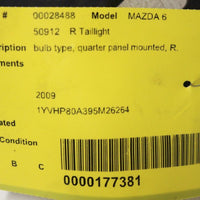 # 00028488 Model MAZDA 6
50912 R Taillight
ription bulb type, quarter panel mounted, R.
ments
2009
1YVHP80A395M26264
ated
Condition
B C
0000177381